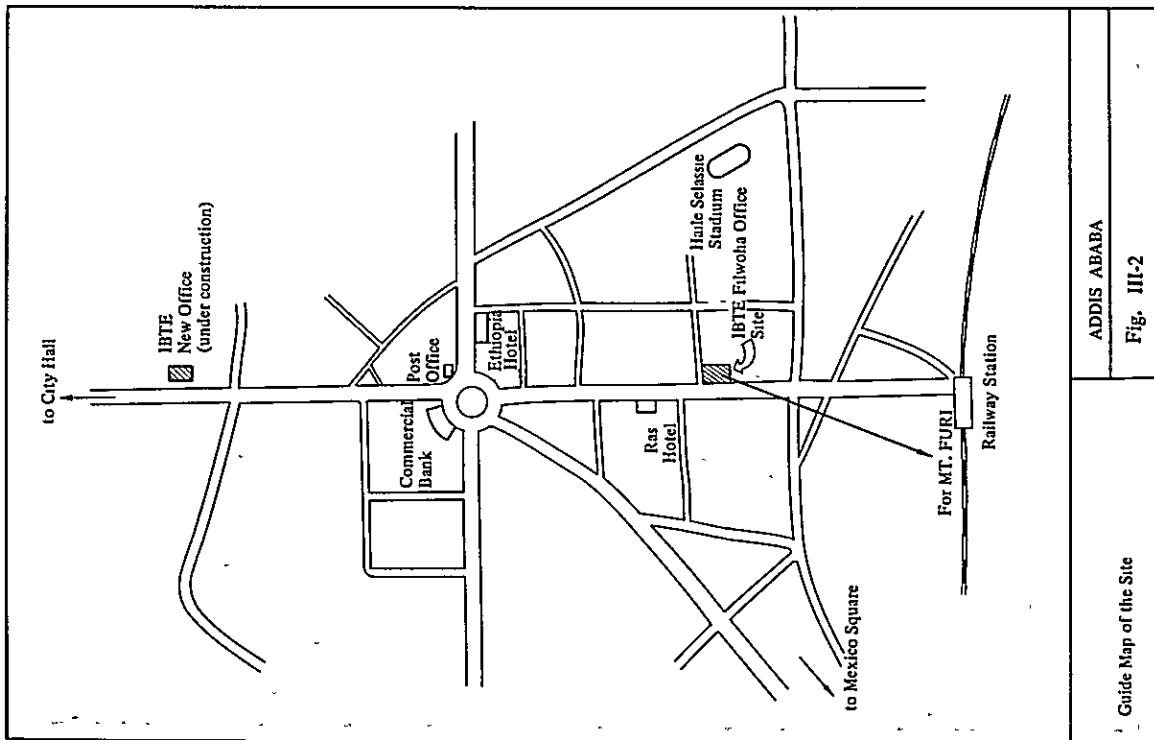 to City Hall
IBTE
New Office
(under construction)
Post
Office
Commercial
Bank
Ethiopia
Hotel
Haile Selassie
Stadium
IBTE Filwoha Office
Site
Ras
Hotel
For MT. FURI
Railway Station
to Mexico Square
Guide Map of the Site
ADDIS ABABA
Fig. III-2